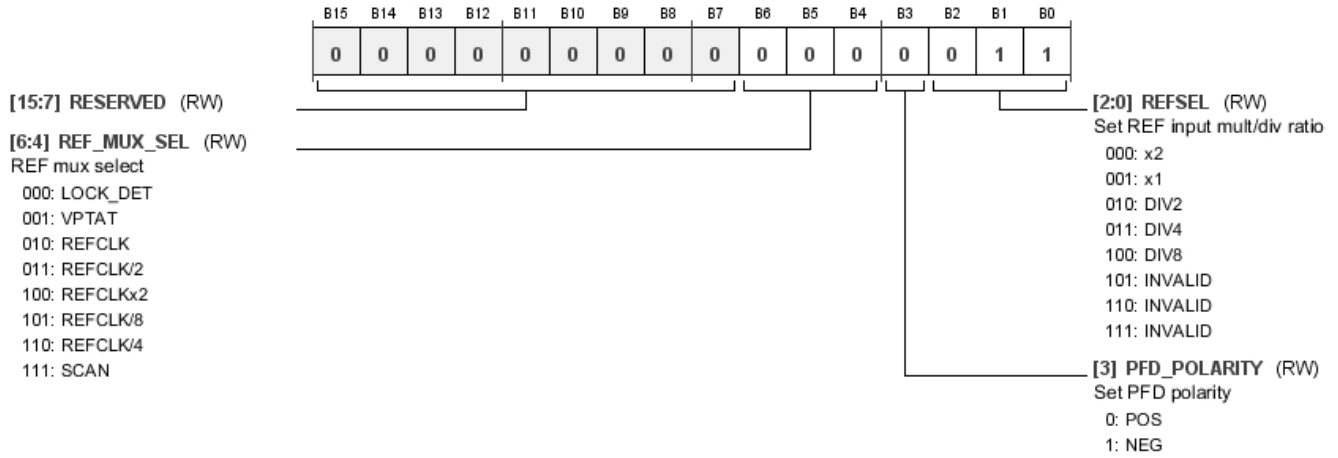 B15 B14 B13 B12 B11 B10 B9 B8 B7 B6 B5 B4 B3 B2 B1 B0
0 0 0 0 0 0 0 0 0 0 0 0 0 0 1 1
[15:7] RESERVED (RW)
[6:4] REF_MUX_SEL (RW)
REF mux select
000: LOCK_DET
001: VPTAT
010: REFCLK
011: REFCLK/2
100: REFCLKx2
101: REFCLK/8
110: REFCLK/4
111: SCAN
[2:0] REFSEL (RW)
Set REF input mult/div ratio
000: x2
001: x1
010: DIV2
011: DIV4
100: DIV8
101: INVALID
110: INVALID
111: INVALID
[3] PFD_POLARITY (RW)
Set PFD polarity
0: POS
1: NEG